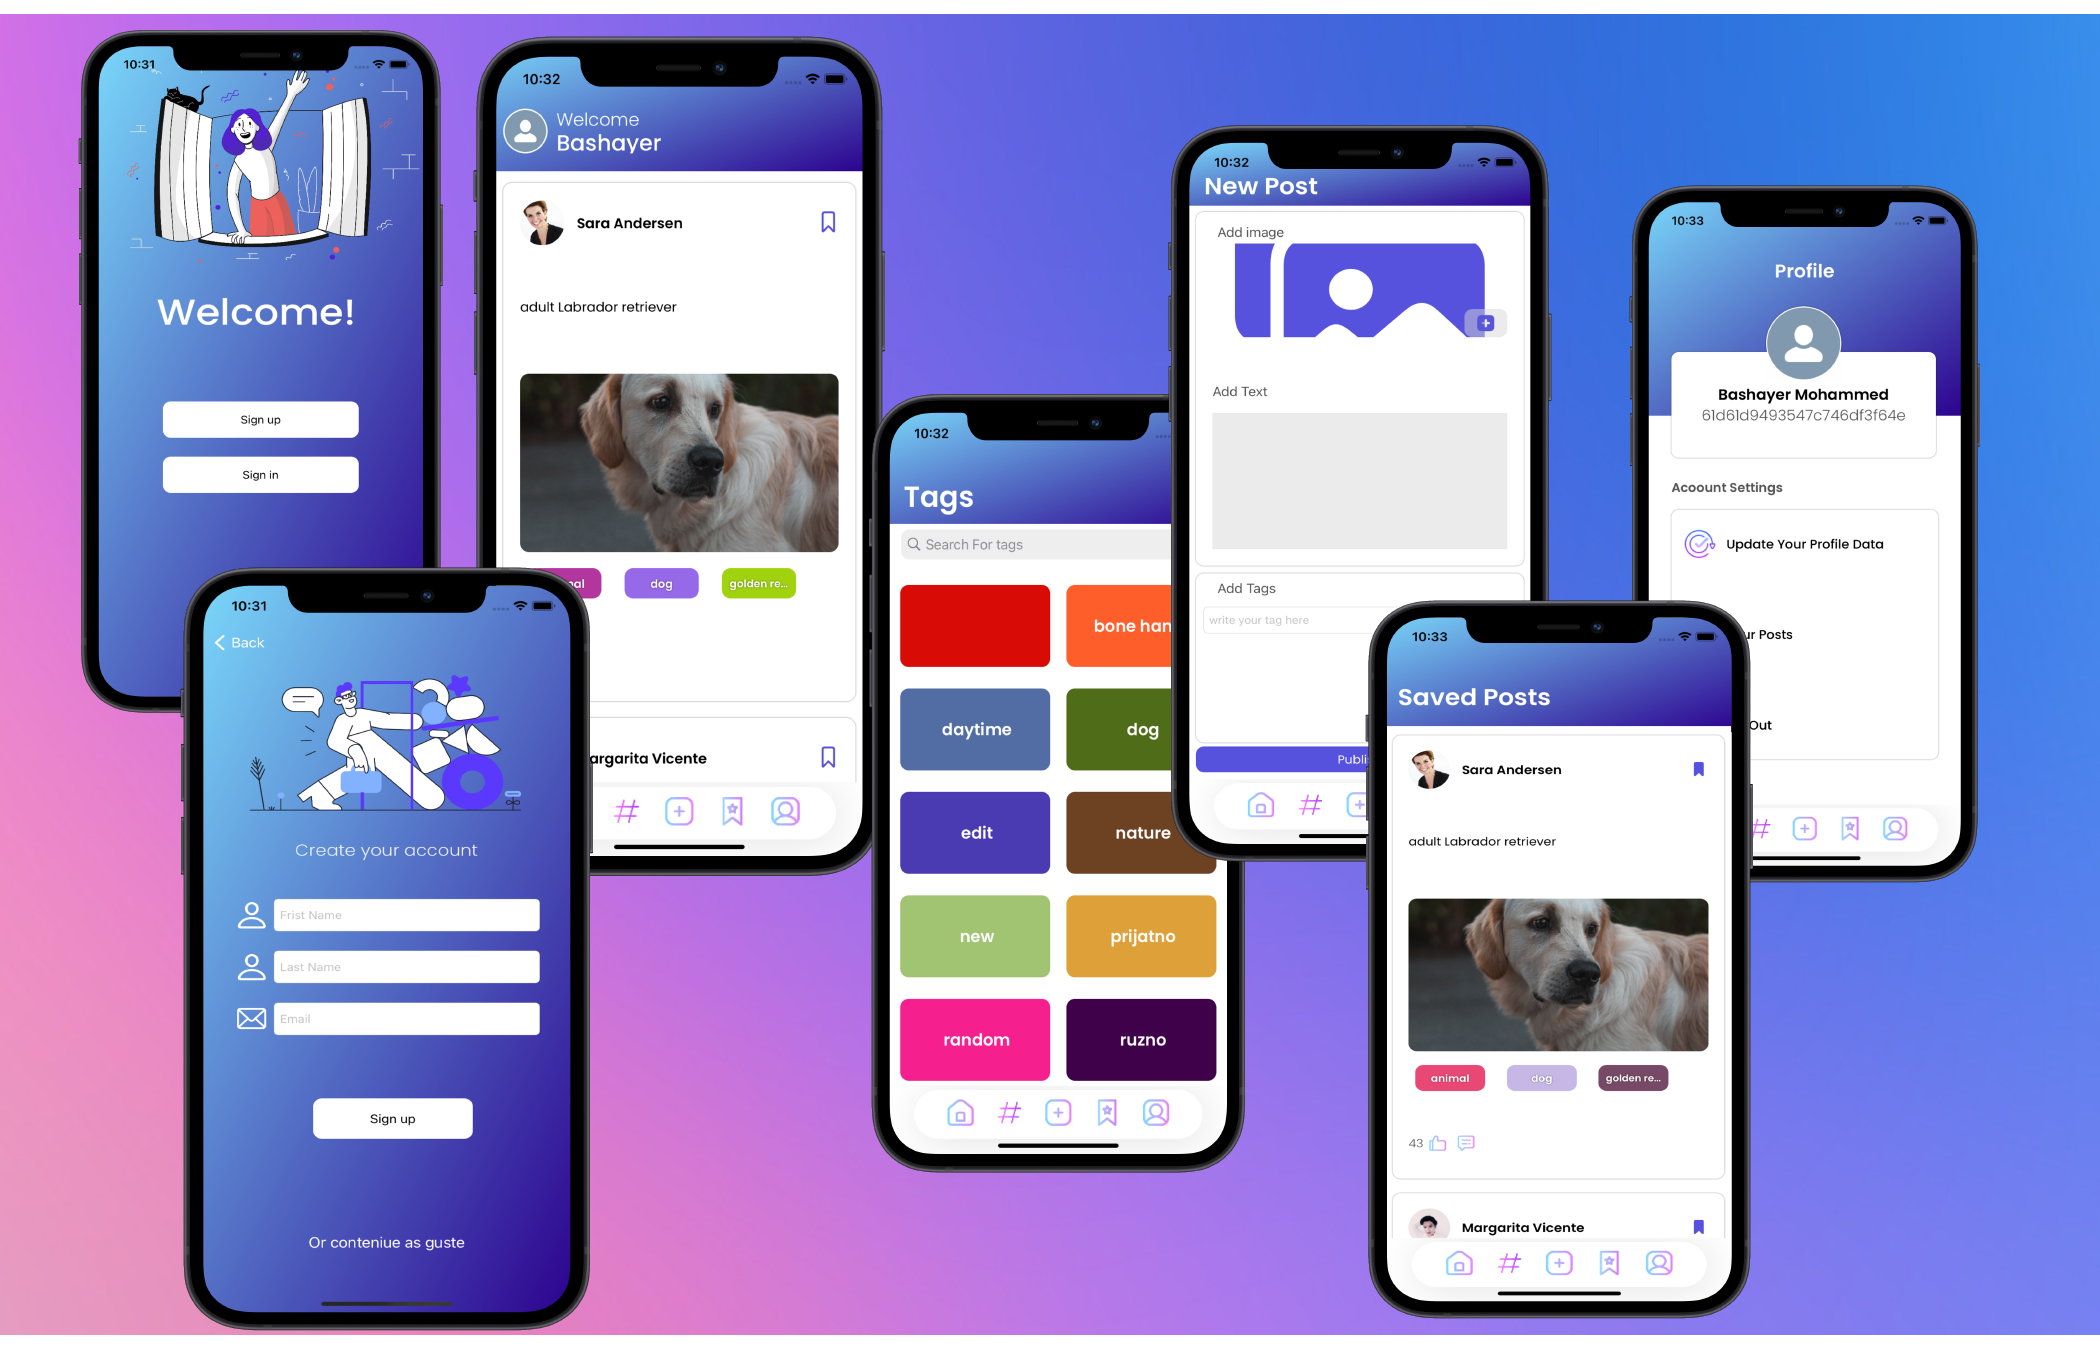 10:31
Welcome!
Sign up
Sign in
10:31
Back
Create your account
Frist Name
Last Name
Email
Sign up
Or conteniue as guste
10:32
Welcome
Bashayer
Sara Andersen
adult Labrador retriever
dog
golden re...
Vicente
10:32
Tags
Search For tags
bone
daytime
dog
edit
nature
new
prijatno
random
ruzno
10:32
New Post
Add image
Add Text
Add Tags
write your tag here
10:33
Saved Posts
Sara Andersen
adult Labrador retriever
animal
dog
golden re...
43
Margarita Vicente
10:33
Profile
Bashayer Mohammed
61d61d9493547c746df3f64e
Acoount Settings
Update Your Profile Data
Posts
Out